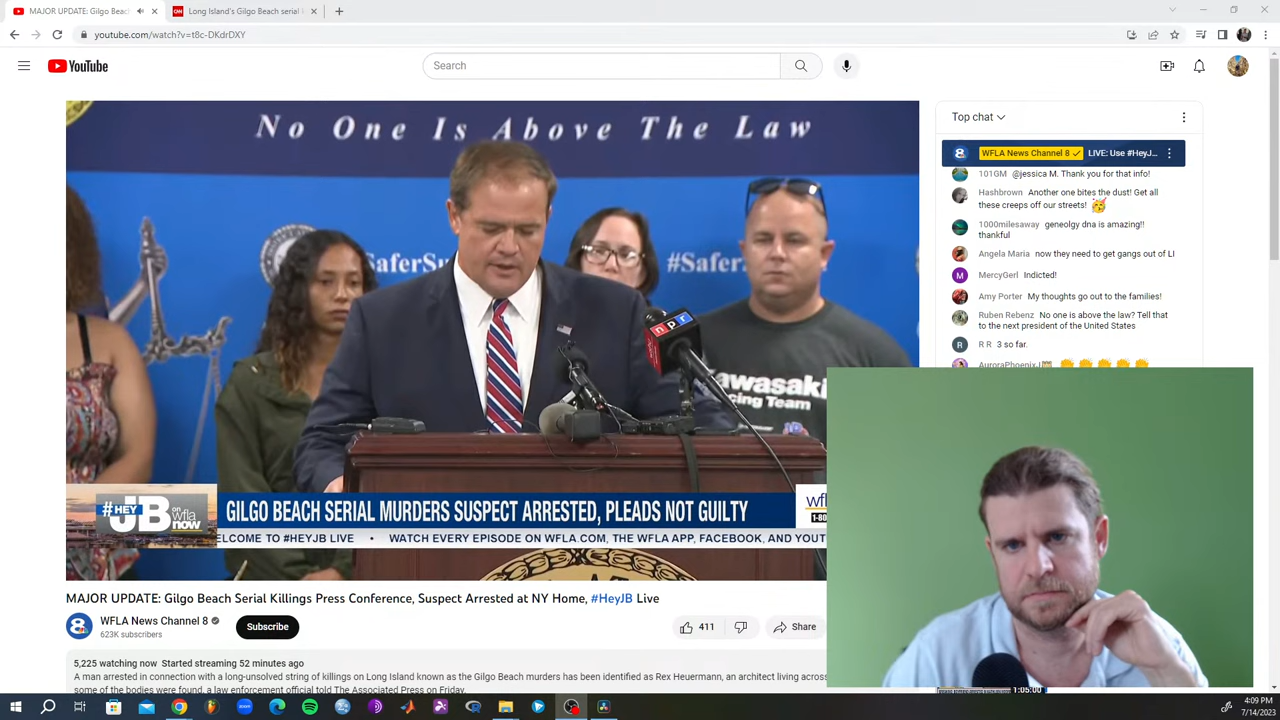 MAJOR UPDATE: Gilgo Beac
Long Island's Gilgo Beach serial
youtube.com/watch?v=t8c-DKdrDXY
YouTube
Search
No One Is Above The Law
#SaferSu
#Safer
npr
Kawasaki
Racing Team
#HEY JB on wfla now
GILGO BEACH SERIAL MURDERS SUSPECT ARRESTED, PLEADS NOT GUILTY
wfl
1-80
ELCOME TO #HEYJB LIVE • WATCH EVERY EPISODE ON WFLA.COM, THE WFLA APP, FACEBOOK, AND YOUT
Top chat
WFLA News Channel 8 LIVE: Use #HeyJ...
101GM @jessica M. Thank you for that info!
Hashbrown Another one bites the dust! Get all
these creeps off our streets!
1000milesaway geneolgy dna is amazing!!
thankful
Angela Maria now they need to get gangs out of LI
MercyGerl Indicted!
Amy Porter My thoughts go out to the families!
Ruben Rebenz No one is above the law? Tell that
to the next president of the United States
R R 3 so far.
AuroraPhoenixJ
MAJOR UPDATE: Gilgo Beach Serial Killings Press Conference, Suspect Arrested at NY Home, #HeyJB Live
WFLA News Channel 8
623K subscribers
Subscribe
411
Share
5,225 watching now Started streaming 52 minutes ago
A man arrested in connection with a long-unsolved string of killings on Long Island known as the Gilgo Beach murders has been identified as Rex Heuermann, an architect living across
some of the bodies were found, a law enforcement official told The Associated Press on Friday.
1:05:00
4:09 PM
7/14/2023